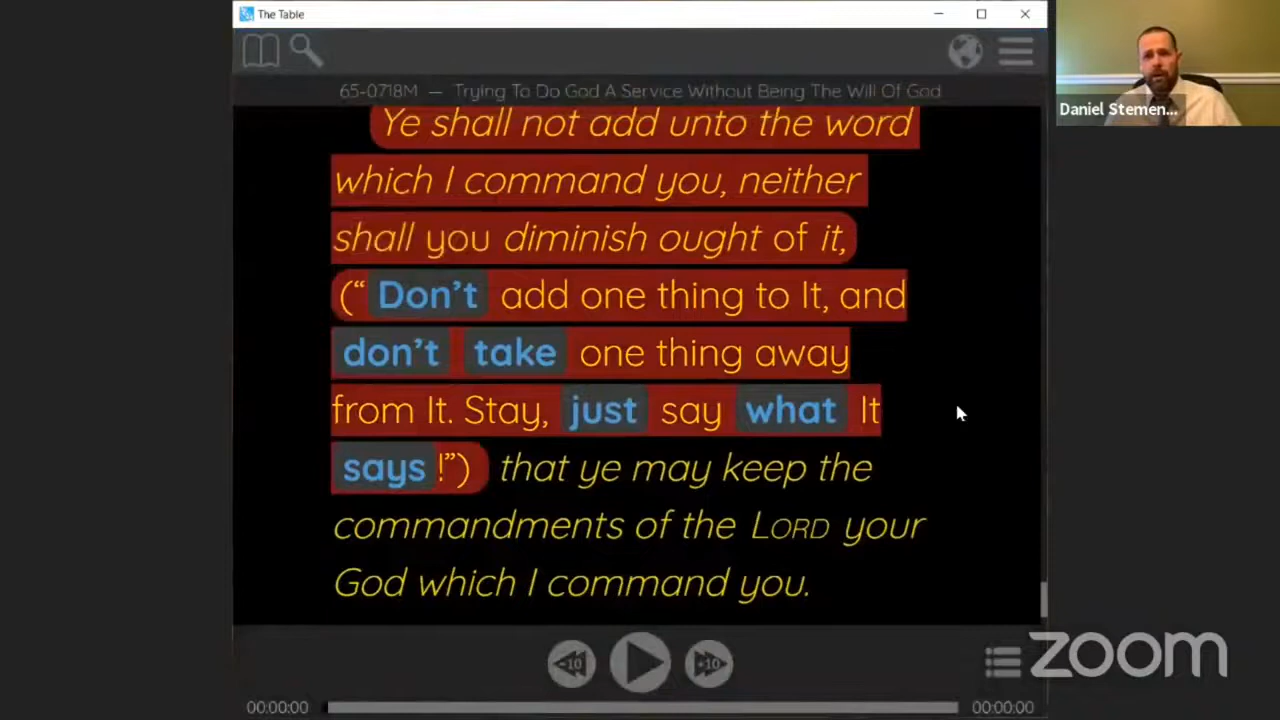 The Table
65-0718M — Trying To Do God A Service Without Being The Will Of God
Daniel Stemen...
Ye shall not add unto the word
which I command you, neither
shall you diminish ought of it,
(“Don’t add one thing to It, and
don’t take one thing away
from It. Stay, just say what It
says!”) that ye may keep the
commandments of the LORD your
God which I command you.
-10
+10
zoom
00:00:00
00:00:00